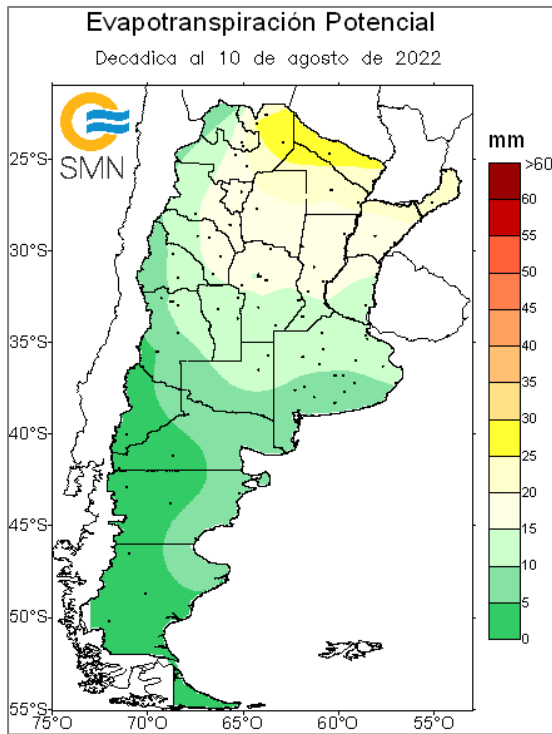 Evapotranspiración Potencial
Decadica al 10 de agosto de 2022
SMN
mm
>60
60
55
50
45
40
35
30
25
20
15
10
5
0
25°S
30°S
35°S
40°S
45°S
50°S
55°S
75°O
70°O
65°O
60°O
55°O